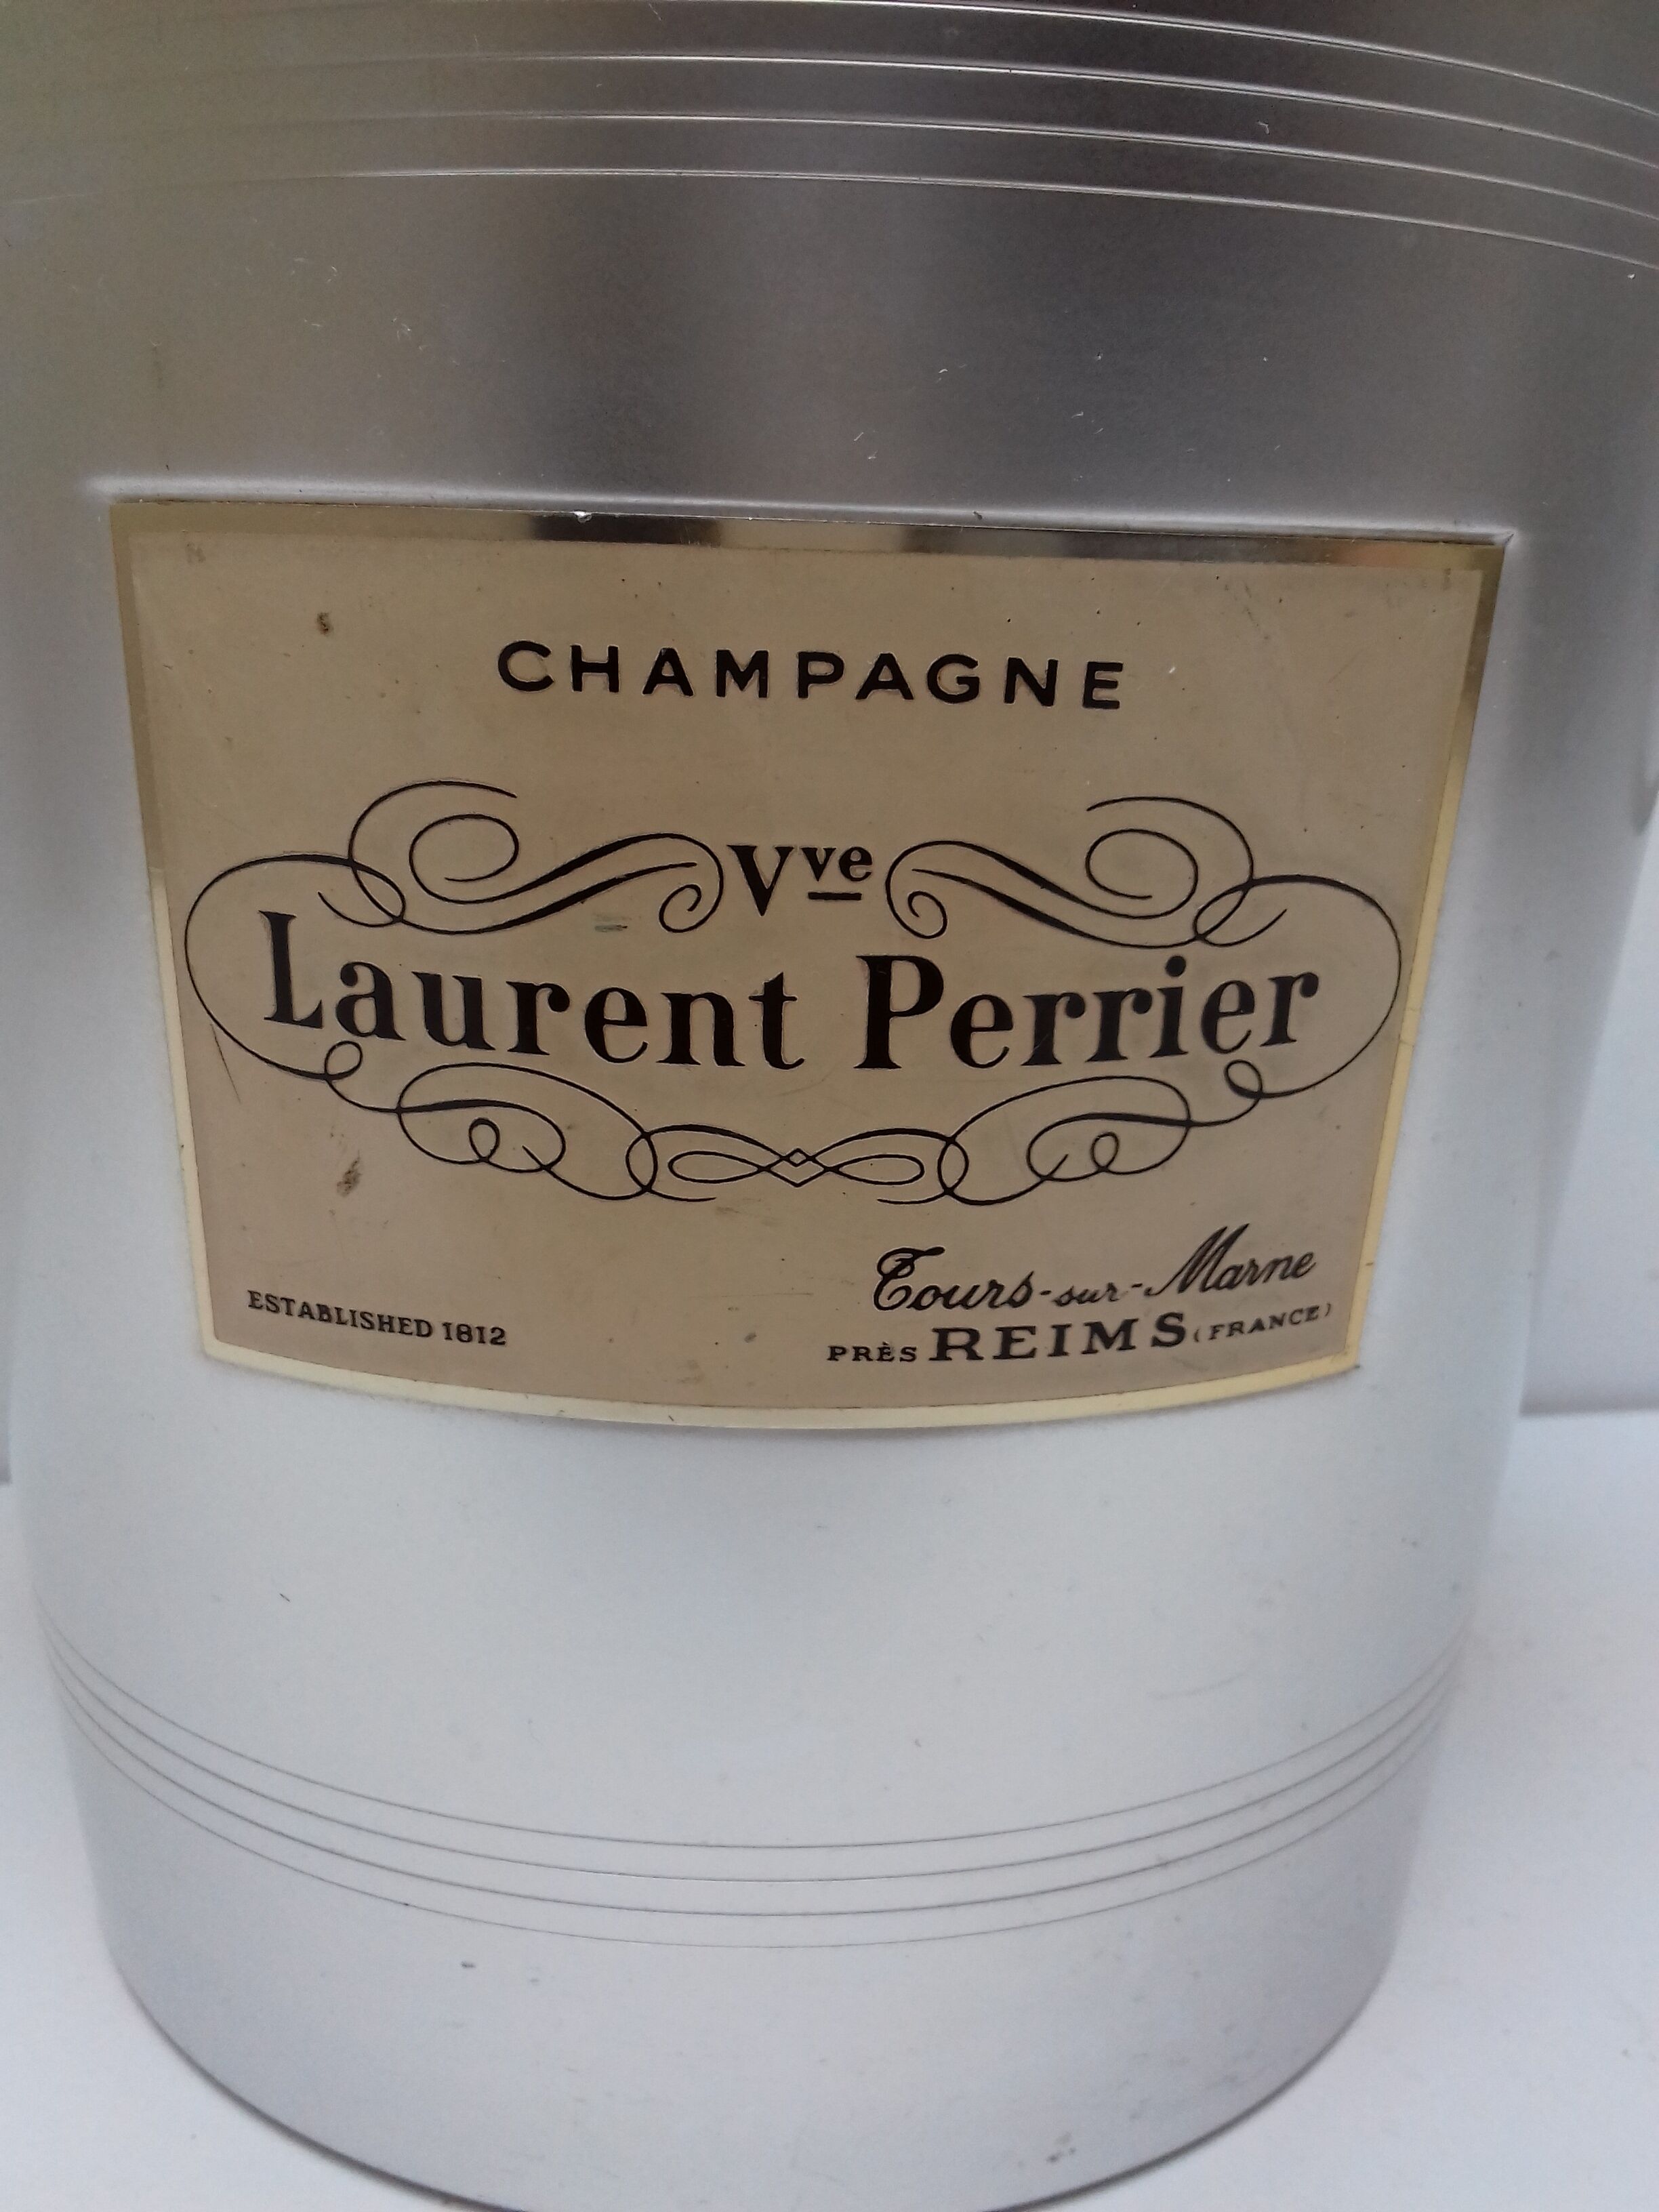 CHAMPAGNE
Vve
Laurent Perrier
ESTABLISHED 1812
Tours-sur-Marne
PRÈS REIMS (FRANCE)